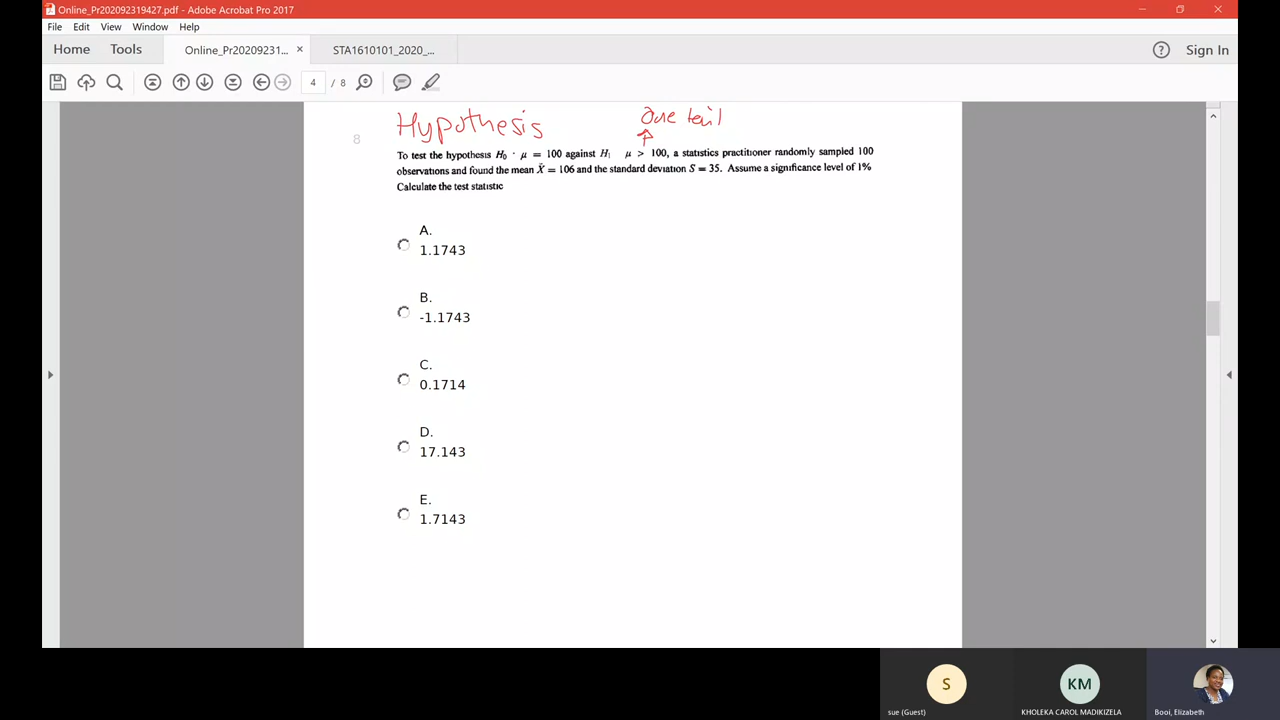 Online_Pr202092319427.pdf - Adobe Acrobat Pro 2017
File Edit View Window Help
Home Tools Online_Pr20209231... × STA1610101_2020_... Sign In
4 / 8
Hypothesis one tail
8
To test the hypothesis H₀ · μ = 100 against H₁ μ > 100, a statistics practitioner randomly sampled 100
observations and found the mean X̄ = 106 and the standard deviation S = 35. Assume a significance level of 1%
Calculate the test statistic
A.
1.1743
B.
-1.1743
C.
0.1714
D.
17.143
E.
1.7143
S KM
sue (Guest) KHOLEKA CAROL MADIKIZELA Booi, Elizabeth